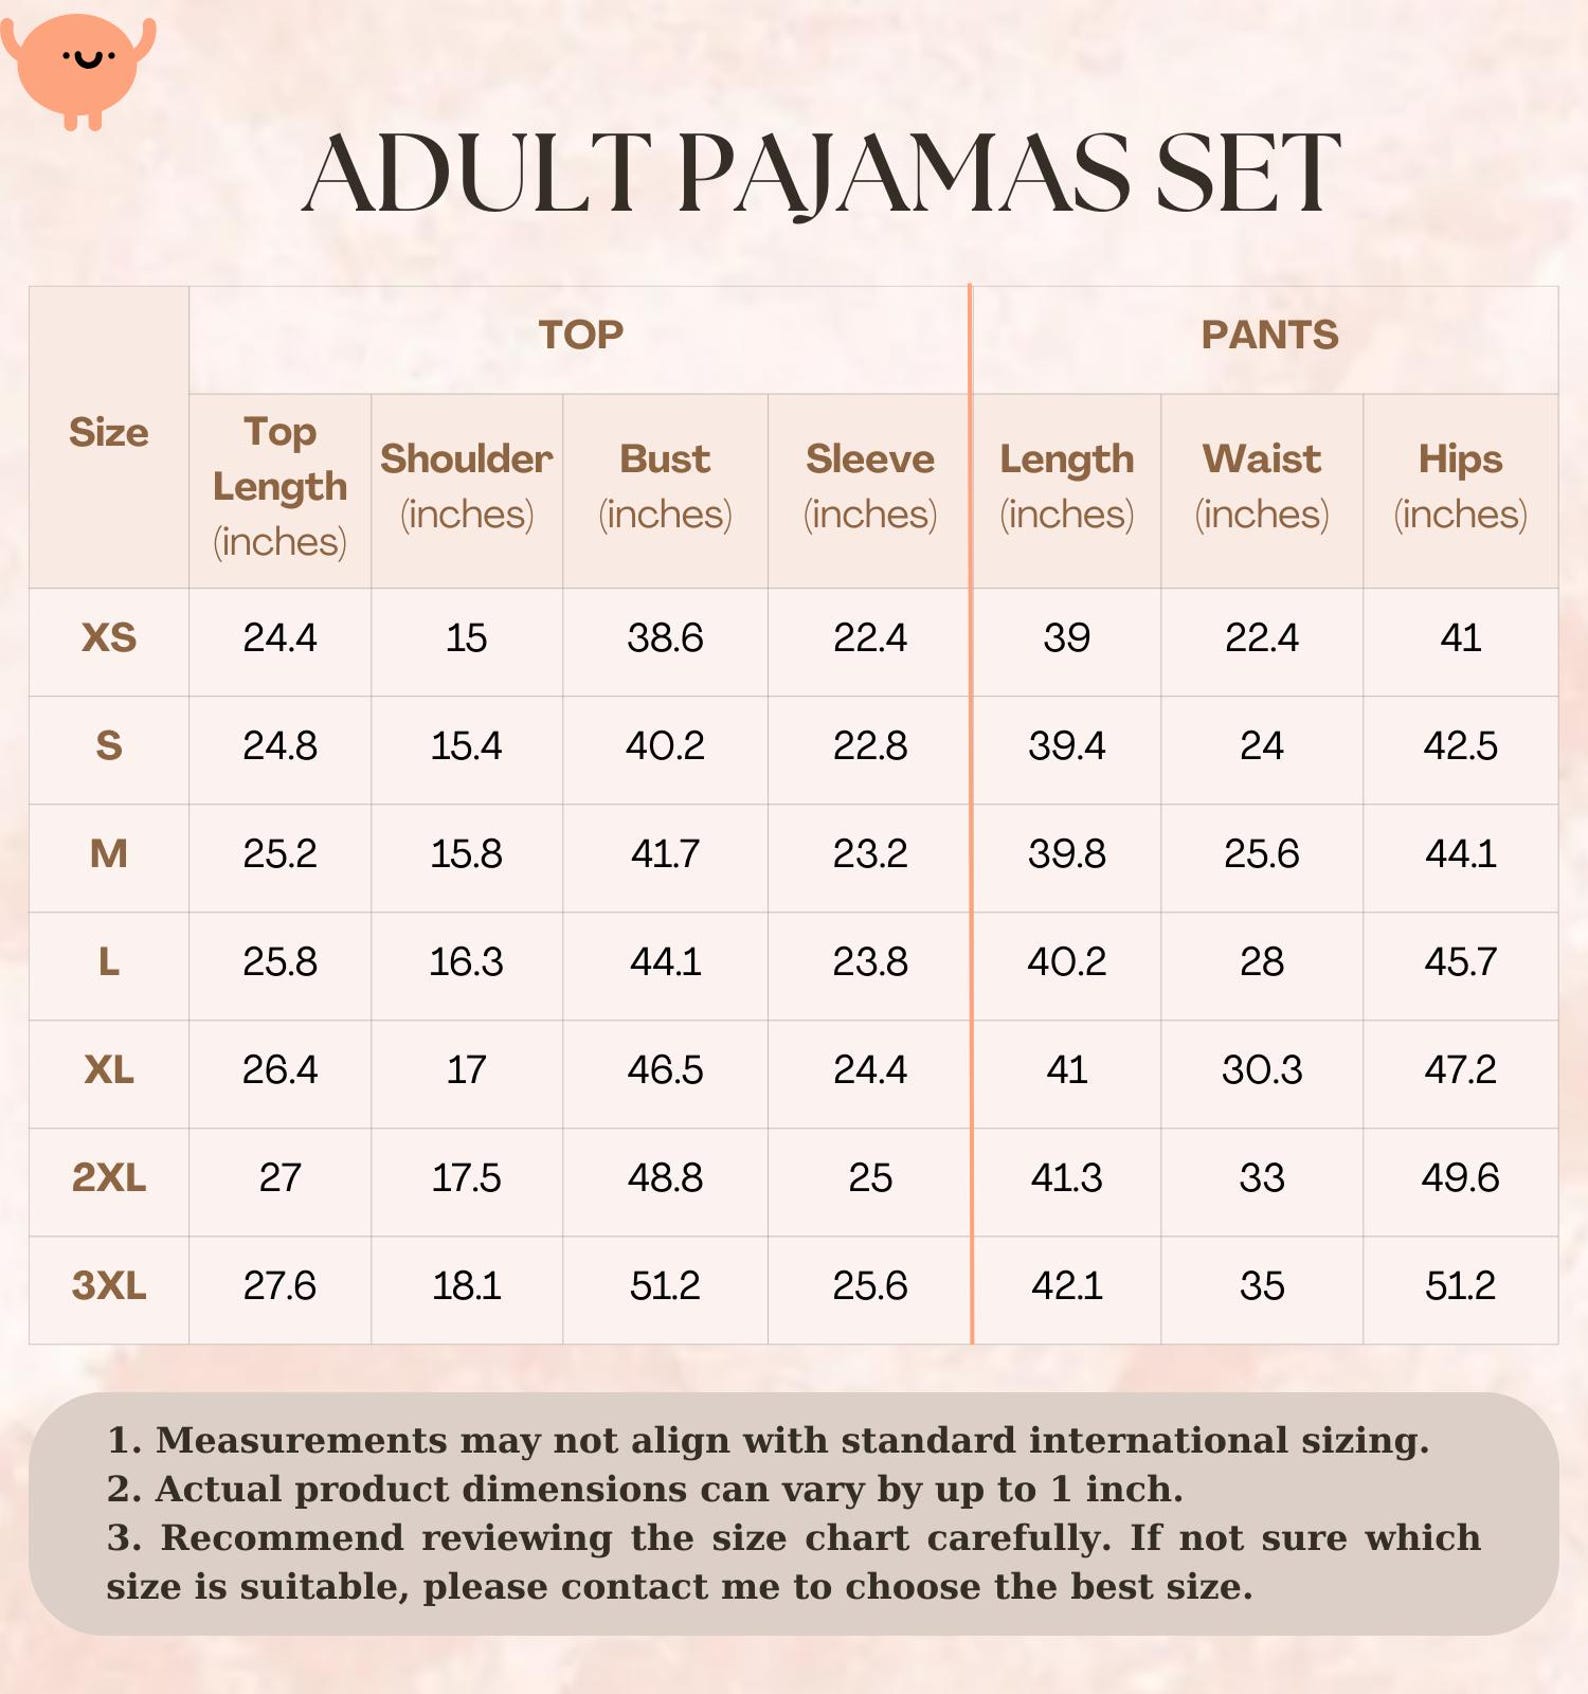 ADULT PAJAMAS SET
TOP PANTS
Size
Top Length (inches) Shoulder (inches) Bust (inches) Sleeve (inches) Length (inches) Waist (inches) Hips (inches)
XS 24.4 15 38.6 22.4 39 22.4 41
S 24.8 15.4 40.2 22.8 39.4 24 42.5
M 25.2 15.8 41.7 23.2 39.8 25.6 44.1
L 25.8 16.3 44.1 23.8 40.2 28 45.7
XL 26.4 17 46.5 24.4 41 30.3 47.2
2XL 27 17.5 48.8 25 41.3 33 49.6
3XL 27.6 18.1 51.2 25.6 42.1 35 51.2
1. Measurements may not align with standard international sizing.
2. Actual product dimensions can vary by up to 1 inch.
3. Recommend reviewing the size chart carefully. If not sure which
size is suitable, please contact me to choose the best size.